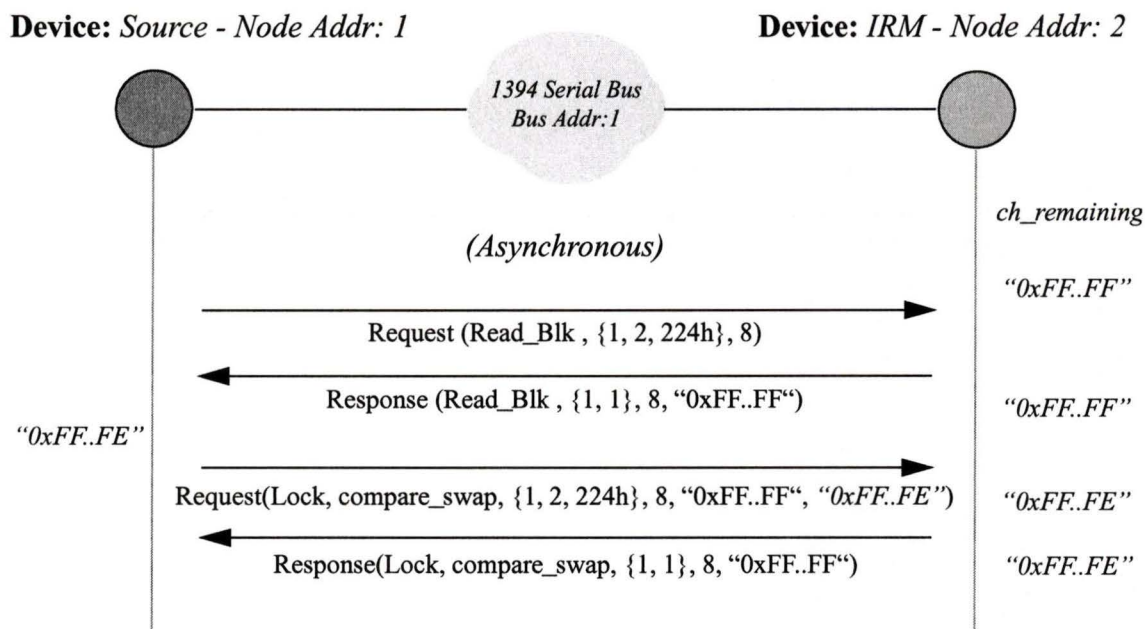 Device: Source - Node Addr: 1
Device: IRM - Node Addr: 2
1394 Serial Bus
Bus Addr:1
ch_remaining
(Asynchronous)
“0xFF..FF”
Request (Read_Blk , {1, 2, 224h}, 8)
Response (Read_Blk , {1, 1}, 8, “0xFF..FF“)
“0xFF..FF”
“0xFF..FE”
Request(Lock, compare_swap, {1, 2, 224h}, 8, “0xFF..FF“, “0xFF..FE”)
“0xFF..FE”
Response(Lock, compare_swap, {1, 1}, 8, “0xFF..FF“)
“0xFF..FE”